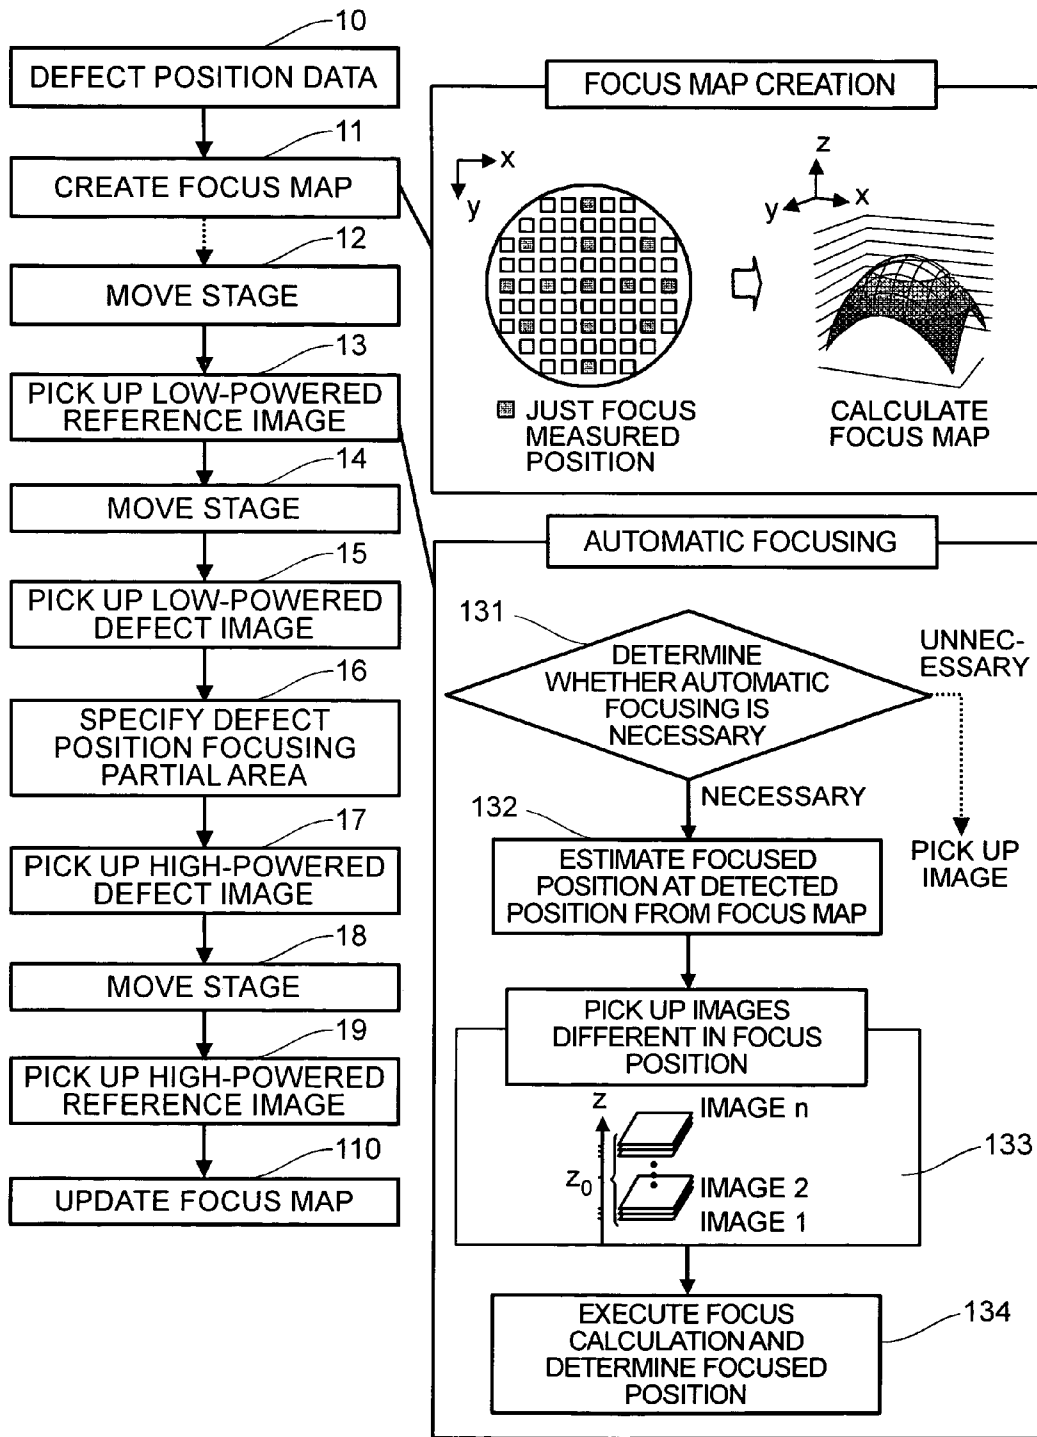 10
DEFECT POSITION DATA
11
CREATE FOCUS MAP
12
MOVE STAGE
13
PICK UP LOW-POWERED
REFERENCE IMAGE
14
MOVE STAGE
15
PICK UP LOW-POWERED
DEFECT IMAGE
16
SPECIFY DEFECT
POSITION FOCUSING
PARTIAL AREA
17
PICK UP HIGH-POWERED
DEFECT IMAGE
18
MOVE STAGE
19
PICK UP HIGH-POWERED
REFERENCE IMAGE
110
UPDATE FOCUS MAP
FOCUS MAP CREATION
x
y
z
y
x
JUST FOCUS
MEASURED
POSITION
CALCULATE
FOCUS MAP
AUTOMATIC FOCUSING
131
DETERMINE
WHETHER AUTOMATIC
FOCUSING IS
NECESSARY
UNNEC-
ESSARY
NECESSARY
PICK UP
IMAGE
132
ESTIMATE FOCUSED
POSITION AT DETECTED
POSITION FROM FOCUS MAP
PICK UP IMAGES
DIFFERENT IN FOCUS
POSITION
z
IMAGE n
z0
IMAGE 2
IMAGE 1
133
EXECUTE FOCUS
CALCULATION AND
DETERMINE FOCUSED
POSITION
134